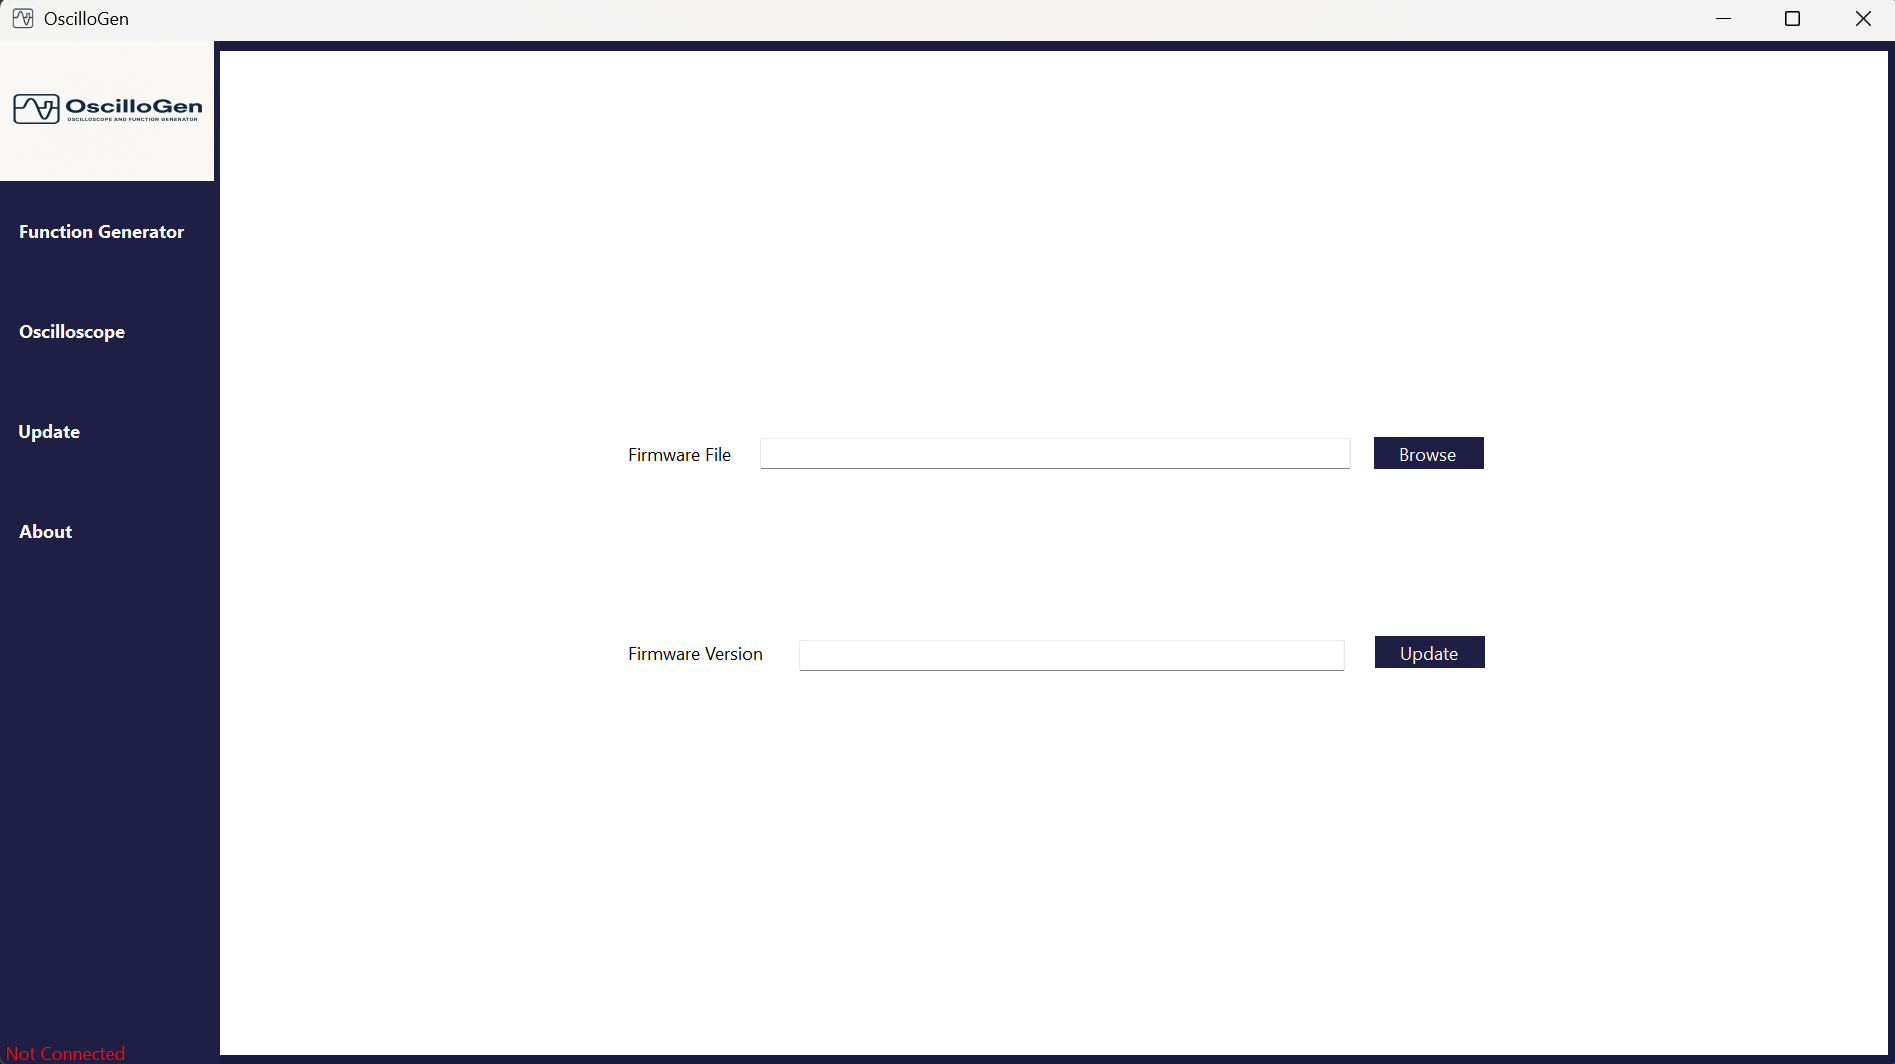 OscilloGen
OscilloGen
OSCILLOSCOPE AND FUNCTION GENERATOR
Function Generator
Oscilloscope
Update
About
Firmware File
Browse
Firmware Version
Update
Not Connected